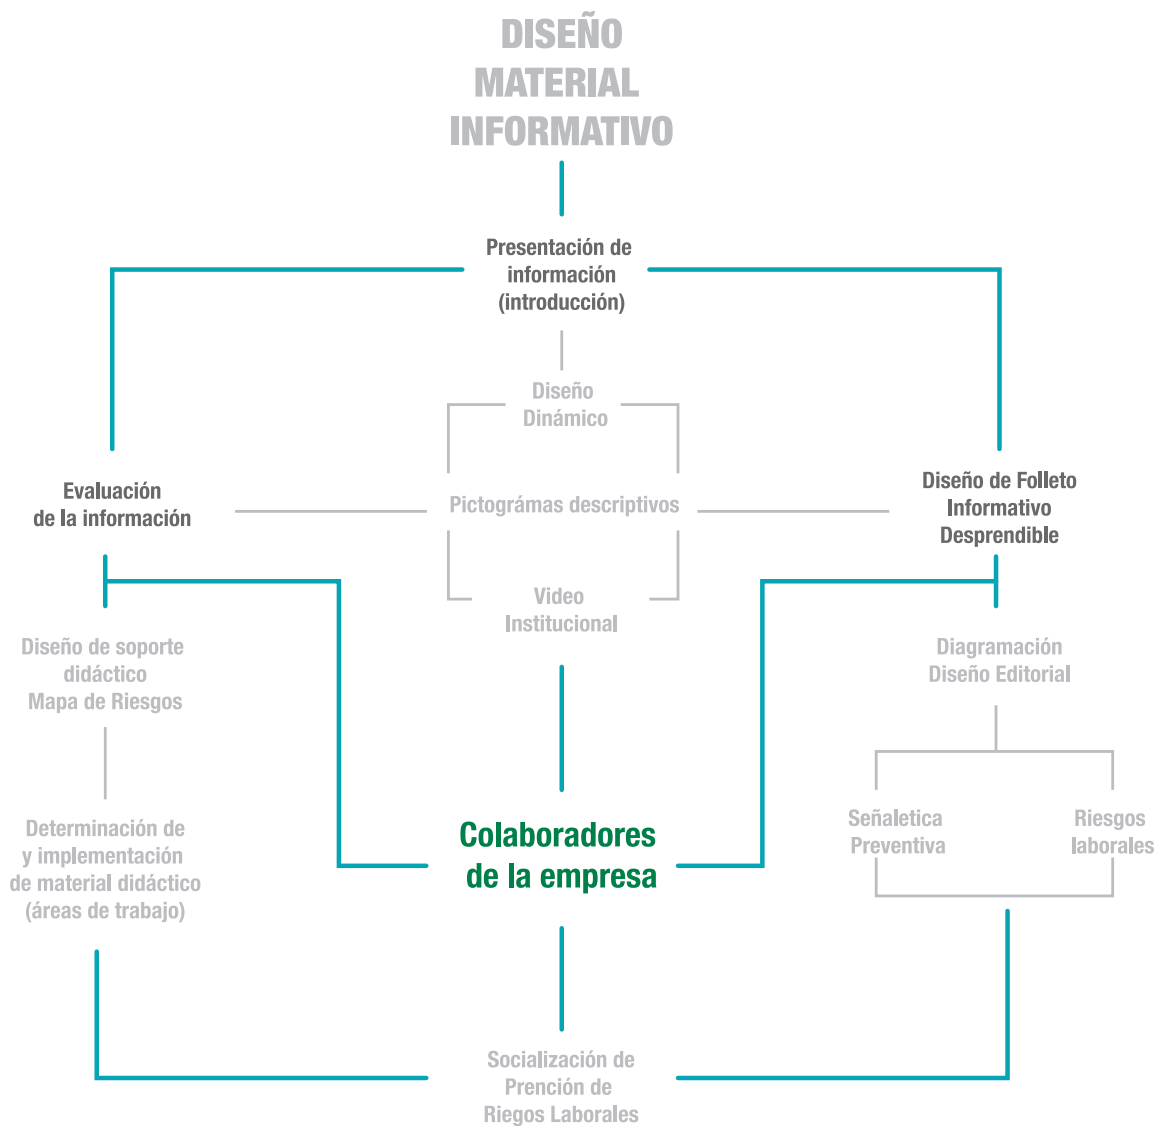 DISEÑO
MATERIAL
INFORMATIVO
Presentación de
información
(introducción)
Diseño
Dinámico
Evaluación
de la información
Pictográmas descriptivos
Diseño de Folleto
Informativo
Desprendible
Video
Institucional
Diseño de soporte
didáctico
Mapa de Riesgos
Diagramación
Diseño Editorial
Determinación de
y implementación
de material didáctico
(áreas de trabajo)
Colaboradores
de la empresa
Señaletica
Preventiva
Riesgos
laborales
Socialización de
Prención de
Riegos Laborales